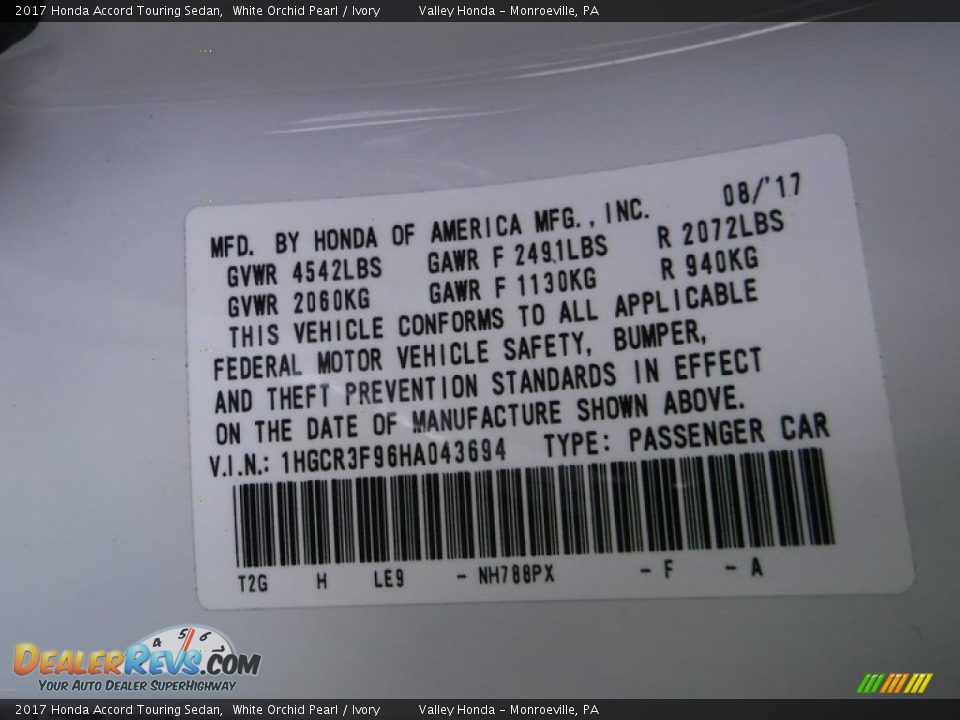 2017 Honda Accord Touring Sedan, White Orchid Pearl / Ivory Valley Honda - Monroeville, PA
08/'17
MFD. BY HONDA OF AMERICA MFG., INC.
GVWR 4542LBS GAWR F 2491LBS R 2072LBS
GVWR 2060KG GAWR F 1130KG R 940KG
THIS VEHICLE CONFORMS TO ALL APPLICABLE
FEDERAL MOTOR VEHICLE SAFETY, BUMPER,
AND THEFT PREVENTION STANDARDS IN EFFECT
ON THE DATE OF MANUFACTURE SHOWN ABOVE.
V.I.N.: 1HGCR3F96HA043694 TYPE: PASSENGER CAR
T2G H LE9 - NH788PX - F - A
4 5 6 7
DEALERREVS.COM
YOUR AUTO DEALER SUPERHIGHWAY
2017 Honda Accord Touring Sedan, White Orchid Pearl / Ivory Valley Honda - Monroeville, PA